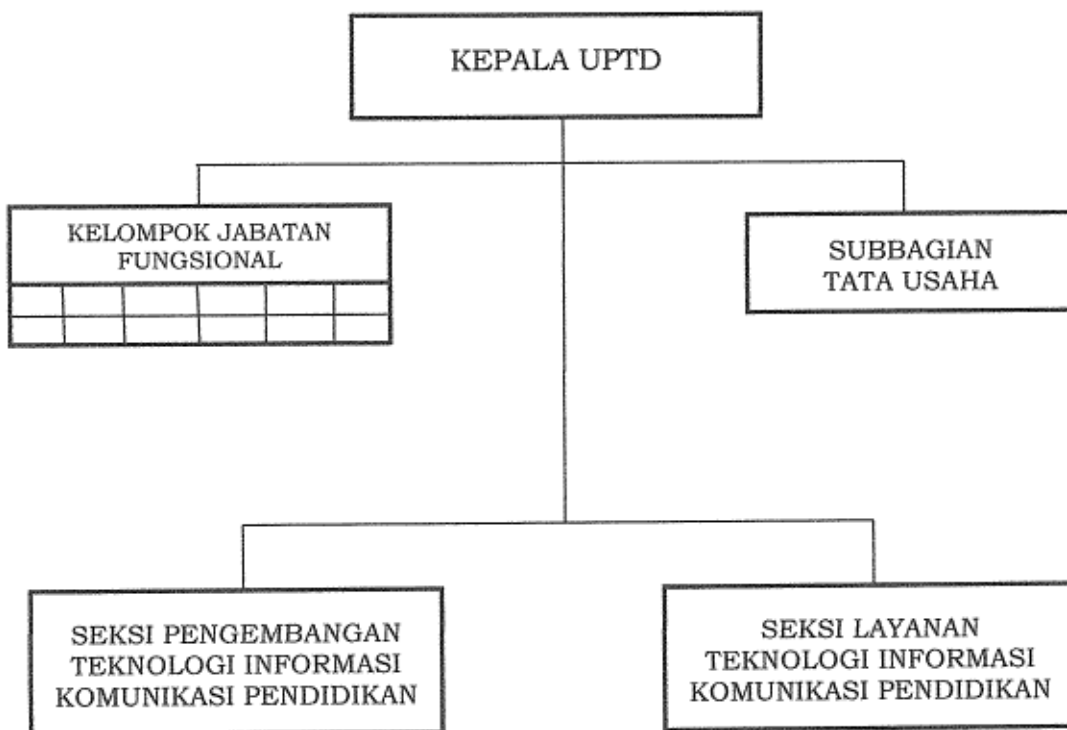 KEPALA UPTD
KELOMPOK JABATAN
FUNGSIONAL
SUBBAGIAN
TATA USAHA
SEKSI PENGEMBANGAN
TEKNOLOGI INFORMASI
KOMUNIKASI PENDIDIKAN
SEKSI LAYANAN
TEKNOLOGI INFORMASI
KOMUNIKASI PENDIDIKAN